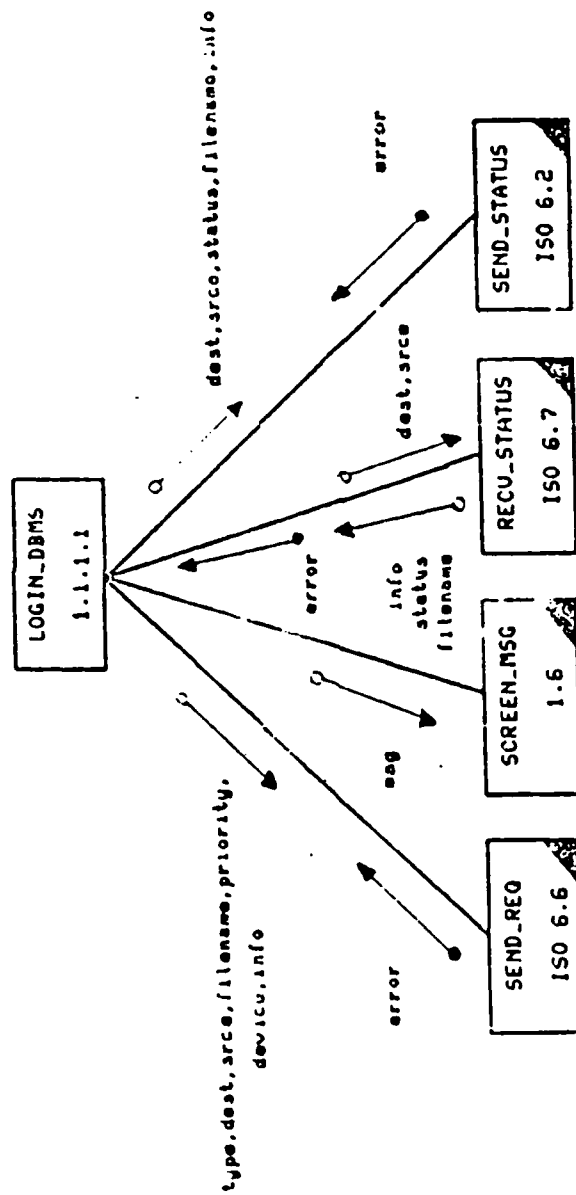 LOGIN_DBMS
1.1.1.1
type,dest,srce,filename,priority,
device,info
dest,srce,status,filename,info
error
msg
error
info
status
filename
dest,srce
error
SEND_REQ
ISO 6.6
SCREEN_MSG
1.6
RECV_STATUS
ISO 6.7
SEND_STATUS
ISO 6.2